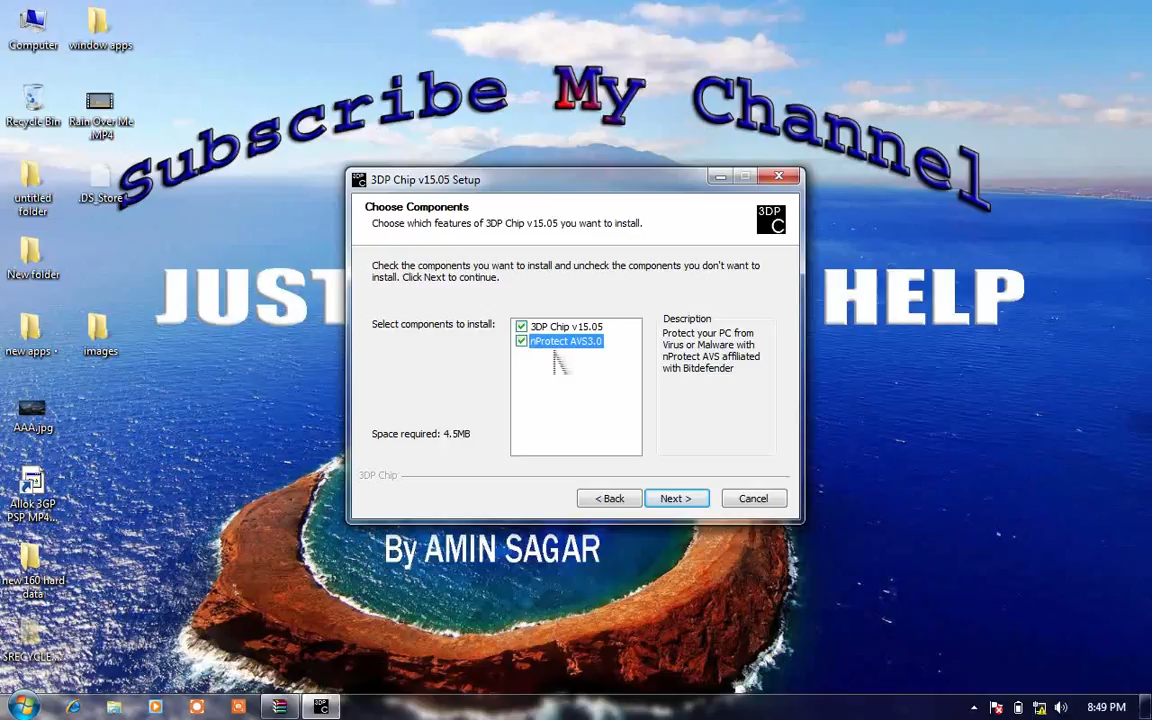 Computer
window apps
Recycle Bin
Rain Over Me
.MP4
untitled
folder
.DS_Store
New folder
new apps
images
AAA.jpg
Allok 3GP
PSP MP4...
new 160 hard
data
Subscribe My Channel
JUST
HELP
By AMIN SAGAR
3DP Chip v15.05 Setup
Choose Components
Choose which features of 3DP Chip v15.05 you want to install.
3DP
C
Check the components you want to install and uncheck the components you don't want to
install. Click Next to continue.
Select components to install:
3DP Chip v15.05
nProtect AVS3.0
Description
Protect your PC from
Virus or Malware with
nProtect AVS affiliated
with Bitdefender
Space required: 4.5MB
3DP Chip
< Back
Next >
Cancel
8:49 PM